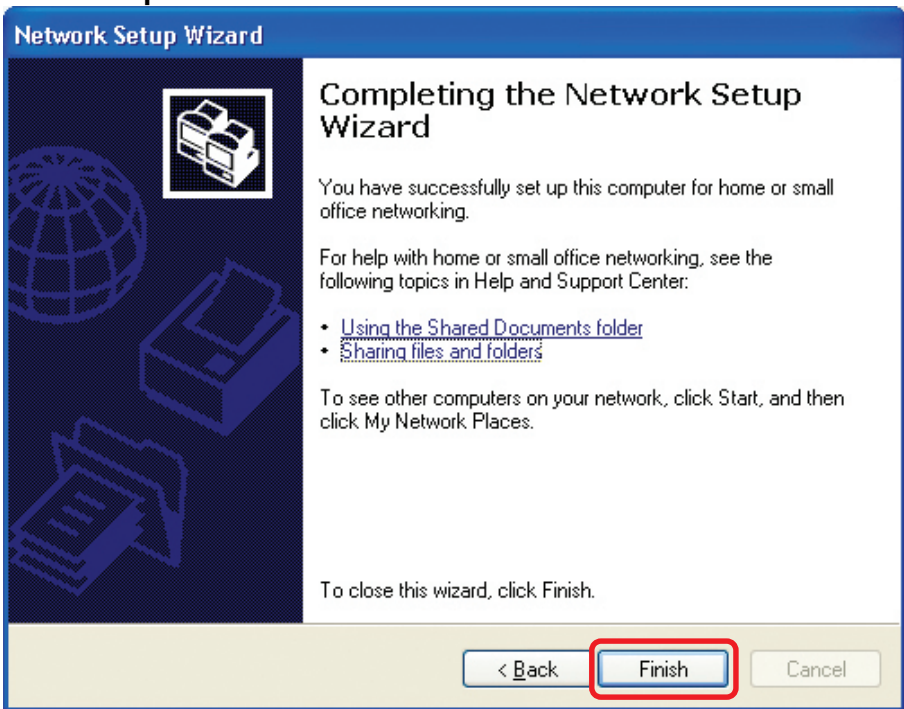 Network Setup Wizard
Completing the Network Setup
Wizard
You have successfully set up this computer for home or small
office networking.
For help with home or small office networking, see the
following topics in Help and Support Center:
• Using the Shared Documents folder
• Sharing files and folders
To see other computers on your network, click Start, and then
click My Network Places.
To close this wizard, click Finish.
< Back Finish Cancel